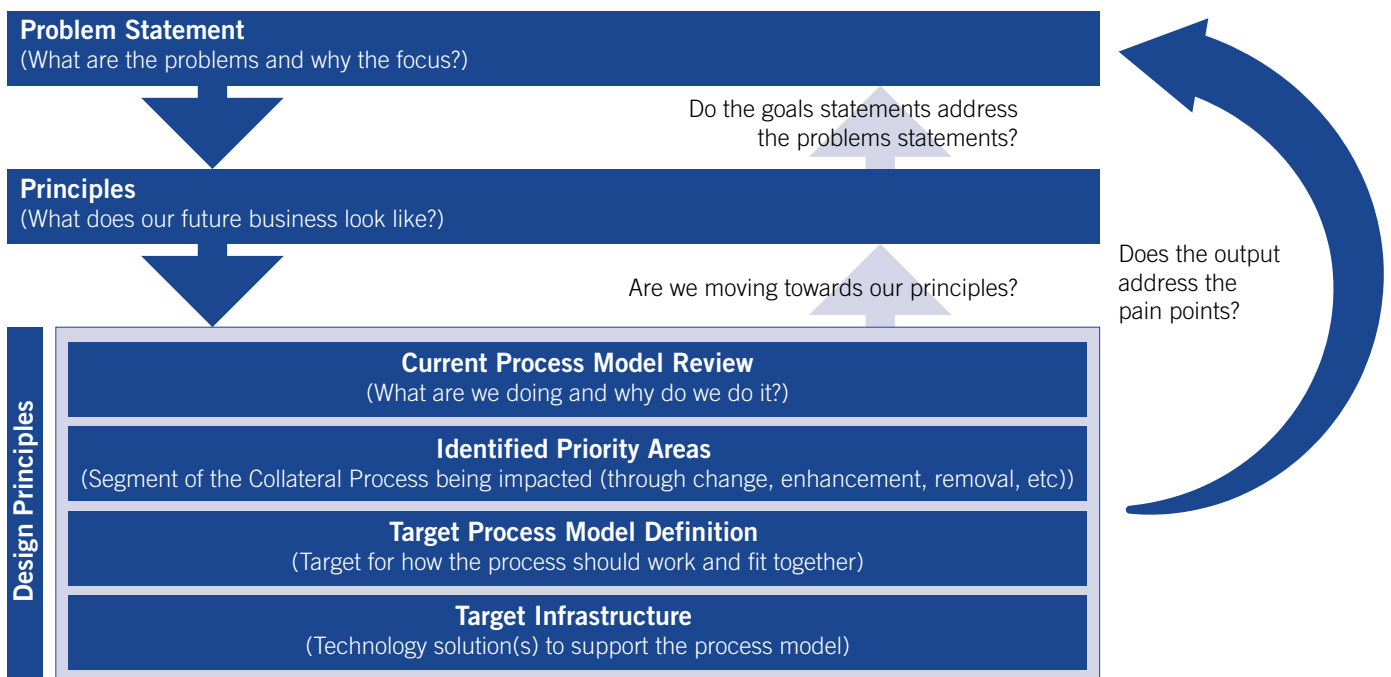 Problem Statement
(What are the problems and why the focus?)
Do the goals statements address
the problems statements?
Principles
(What does our future business look like?)
Does the output
address the
pain points?
Are we moving towards our principles?
Design Principles
Current Process Model Review
(What are we doing and why do we do it?)
Identified Priority Areas
(Segment of the Collateral Process being impacted (through change, enhancement, removal, etc))
Target Process Model Definition
(Target for how the process should work and fit together)
Target Infrastructure
(Technology solution(s) to support the process model)